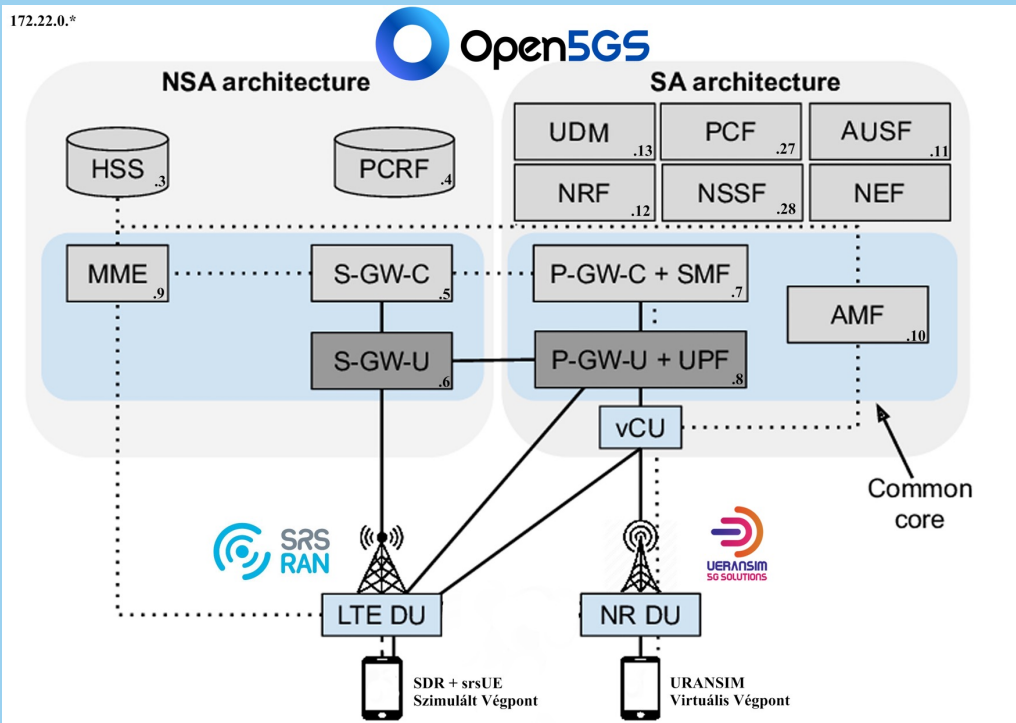 172.22.0.*
Open5GS
NSA architecture
SA architecture
HSS .3
PCRF .4
UDM .13
PCF .27
AUSF .11
NRF .12
NSSF .28
NEF
MME .9
S-GW-C .5
P-GW-C + SMF .7
AMF .10
S-GW-U .6
P-GW-U + UPF .8
vCU
Common
core
SRS
RAN
UERANSIM
5G SOLUTIONS
LTE DU
NR DU
SDR + srsUE
Szimulált Végpont
URANSIM
Virtuális Végpont